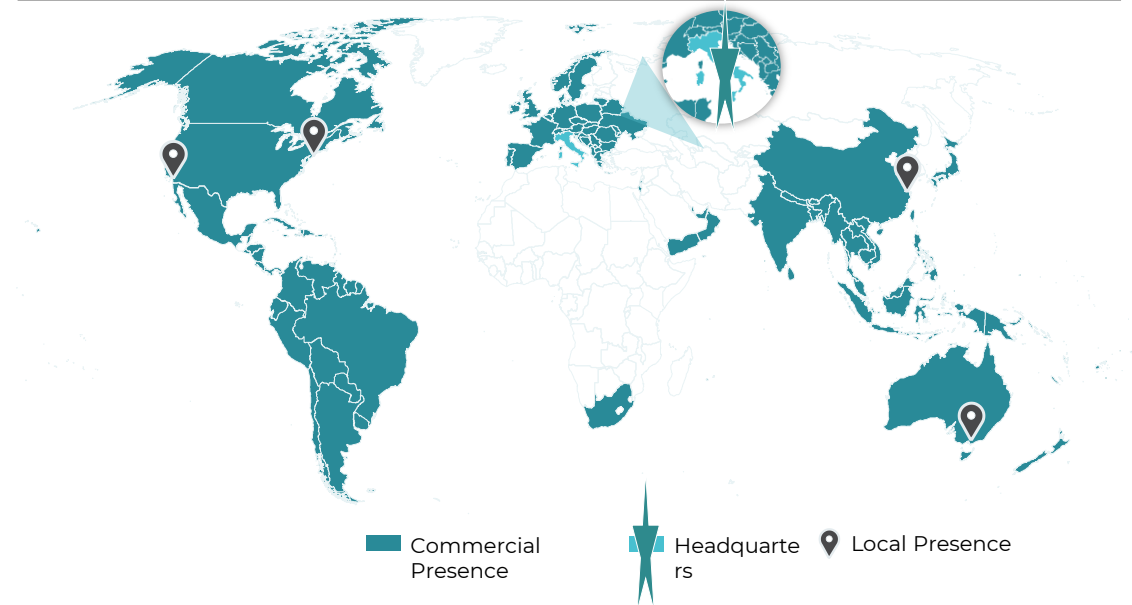 Commercial
Presence
Headquarte
rs
Local Presence